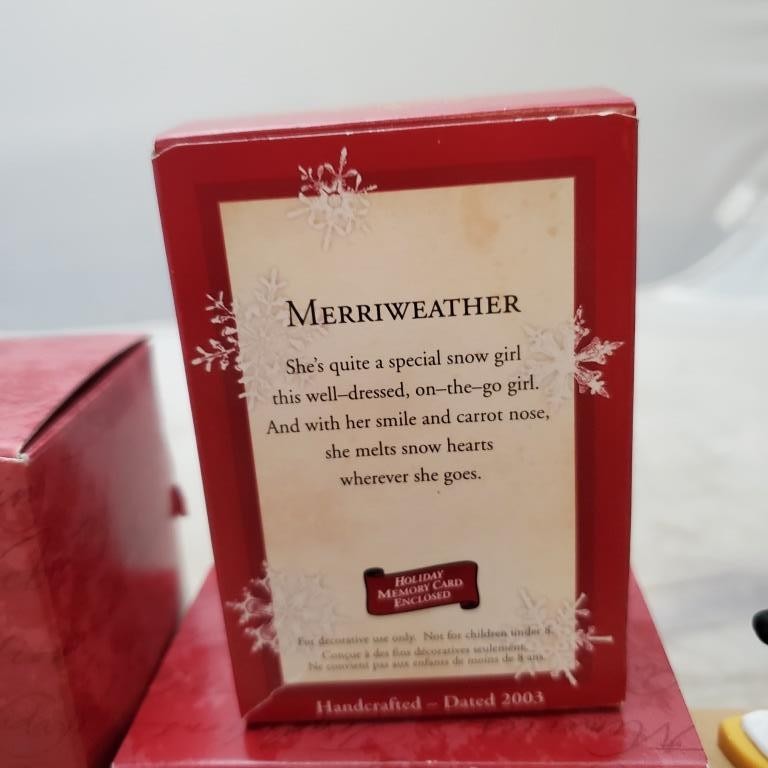 MERRIWEATHER
She's quite a special snow girl
this well–dressed, on–the–go girl.
And with her smile and carrot nose,
she melts snow hearts
wherever she goes.
HOLIDAY
MEMORY CARD
ENCLOSED
For decorative use only. Not for children under 8.
Conçue à des fins décoratives seulement.
Ne convient pas aux enfants de moins de 8 ans.
Handcrafted – Dated 2003